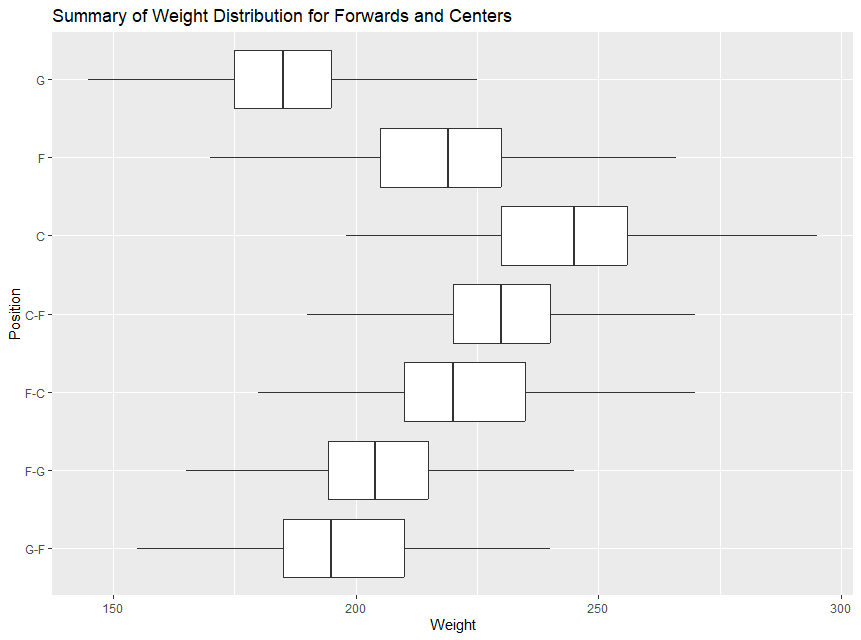 Summary of Weight Distribution for Forwards and Centers
G
F
C
C-F
F-C
F-G
G-F
Position
150 200 250 300
Weight